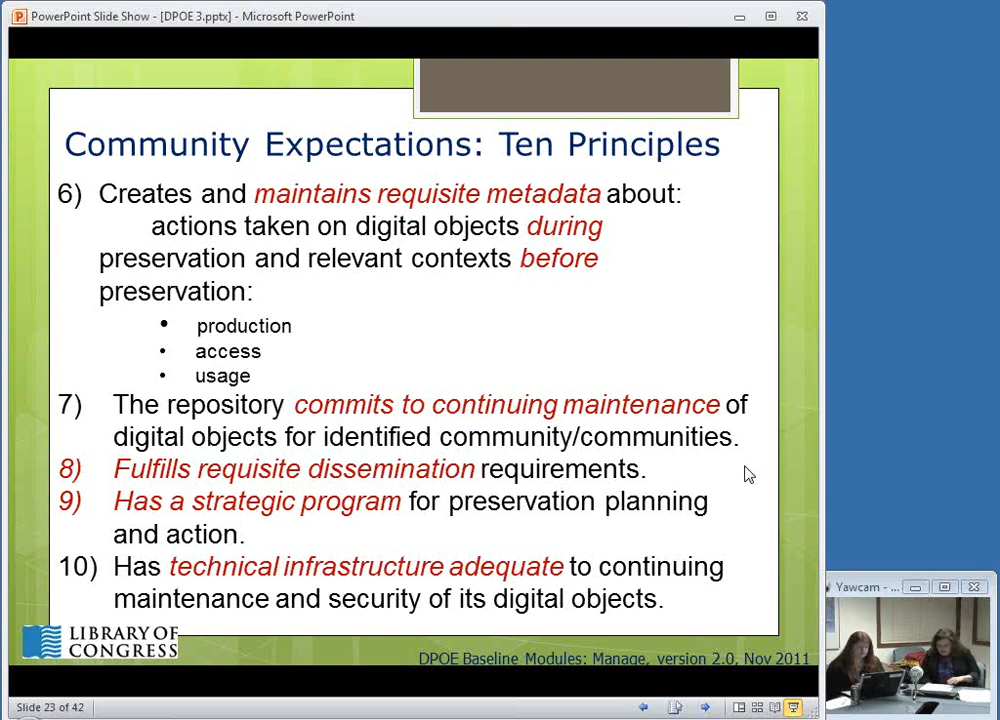 PowerPoint Slide Show - [DPOE 3.pptx] - Microsoft PowerPoint
Community Expectations: Ten Principles
6) Creates and maintains requisite metadata about:
actions taken on digital objects during
preservation and relevant contexts before
preservation:
• production
• access
• usage
7) The repository commits to continuing maintenance of
digital objects for identified community/communities.
8) Fulfills requisite dissemination requirements.
9) Has a strategic program for preservation planning
and action.
10) Has technical infrastructure adequate to continuing
maintenance and security of its digital objects.
LIBRARY OF
CONGRESS
DPOE Baseline Modules: Manage, version 2.0, Nov 2011
Slide 23 of 42
Yawcam - ...